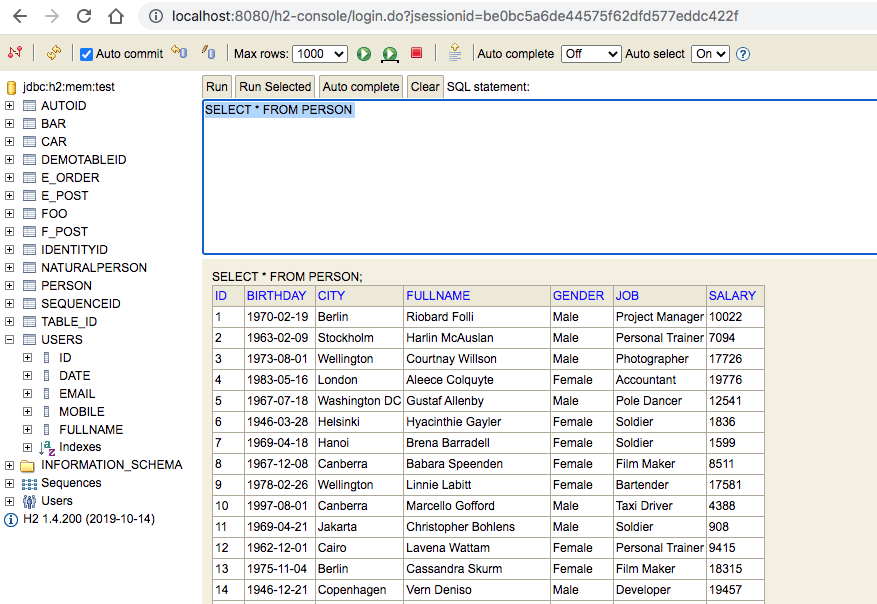 localhost:8080/h2-console/login.do?jsessionid=be0bc5a6de44575f62dfd577eddc422f
Auto commit Max rows: 1000 Auto complete Off Auto select On ?
jdbc:h2:mem:test
AUTOID
BAR
CAR
DEMOTABLEID
E_ORDER
E_POST
FOO
F_POST
IDENTITYID
NATURALPERSON
PERSON
SEQUENCEID
TABLE_ID
USERS
ID
DATE
EMAIL
MOBILE
FULLNAME
Indexes
INFORMATION_SCHEMA
Sequences
Users
H2 1.4.200 (2019-10-14)
Run Run Selected Auto complete Clear SQL statement:
SELECT * FROM PERSON
SELECT * FROM PERSON;
ID BIRTHDAY CITY FULLNAME GENDER JOB SALARY
1 1970-02-19 Berlin Riobard Folli Male Project Manager 10022
2 1963-02-09 Stockholm Harlin McAuslan Male Personal Trainer 7094
3 1973-08-01 Wellington Courtnay Willson Male Photographer 17726
4 1983-05-16 London Aleece Colquyte Female Accountant 19776
5 1967-07-18 Washington DC Gustaf Allenby Male Pole Dancer 12541
6 1946-03-28 Helsinki Hyacinthie Gayler Female Soldier 1836
7 1969-04-18 Hanoi Brena Barradell Female Soldier 1599
8 1967-12-08 Canberra Babara Speenden Female Film Maker 8511
9 1978-02-26 Wellington Linnie Labitt Female Bartender 17581
10 1997-08-01 Canberra Marcello Gofford Male Taxi Driver 4388
11 1969-04-21 Jakarta Christopher Bohlens Male Soldier 908
12 1962-12-01 Cairo Lavena Wattam Female Personal Trainer 9415
13 1975-11-04 Berlin Cassandra Skurm Female Film Maker 18315
14 1946-12-21 Copenhagen Vern Deniso Male Developer 19457